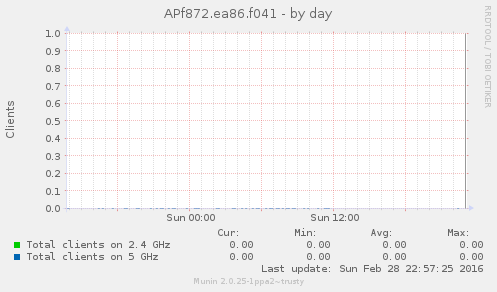 APf872.ea86.f041 - by day
RRDTOOL / TOBI OETIKER
Clients
1.0
0.9
0.8
0.7
0.6
0.5
0.4
0.3
0.2
0.1
0.0
Sun 00:00 Sun 12:00
Cur: Min: Avg: Max:
Total clients on 2.4 GHz 0.00 0.00 0.00 0.00
Total clients on 5 GHz 0.00 0.00 0.00 0.00
Last update: Sun Feb 28 22:57:25 2016
Munin 2.0.25-1ppa2~trusty